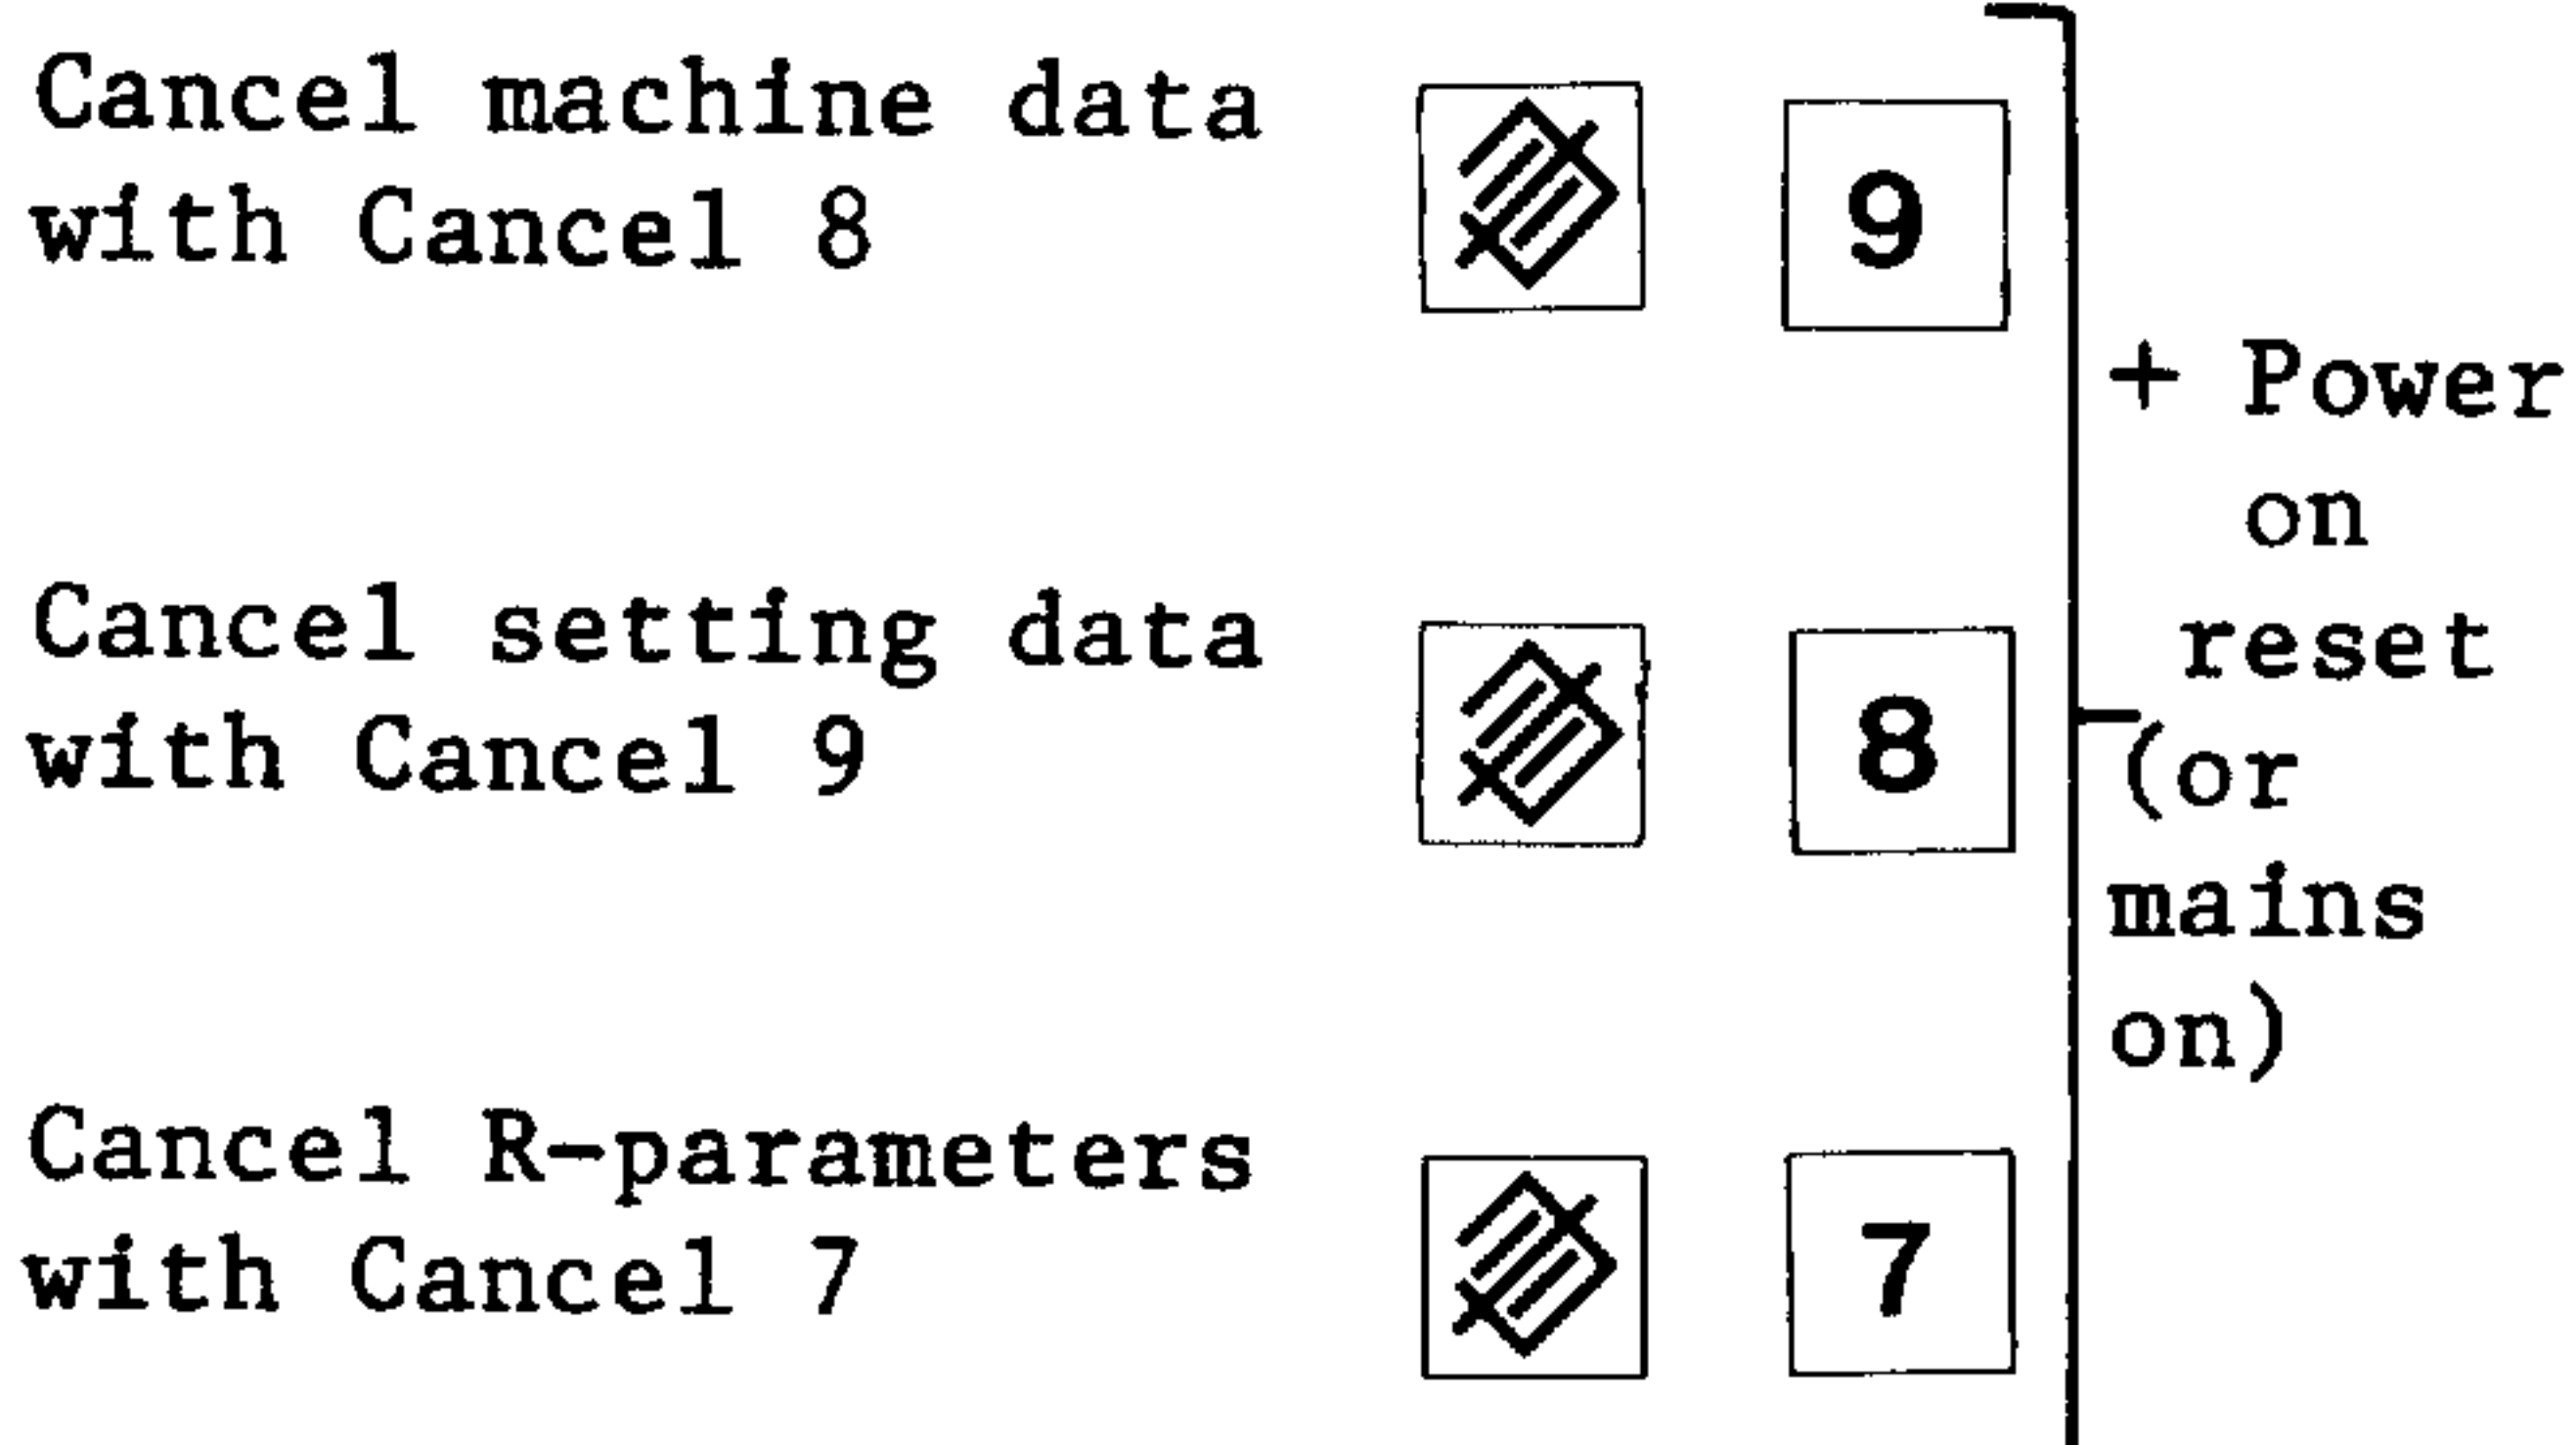 Cancel machine data
with Cancel 8
9
Cancel setting data
with Cancel 9
8
Cancel R-parameters
with Cancel 7
7
+ Power
on
reset
(or
mains
on)